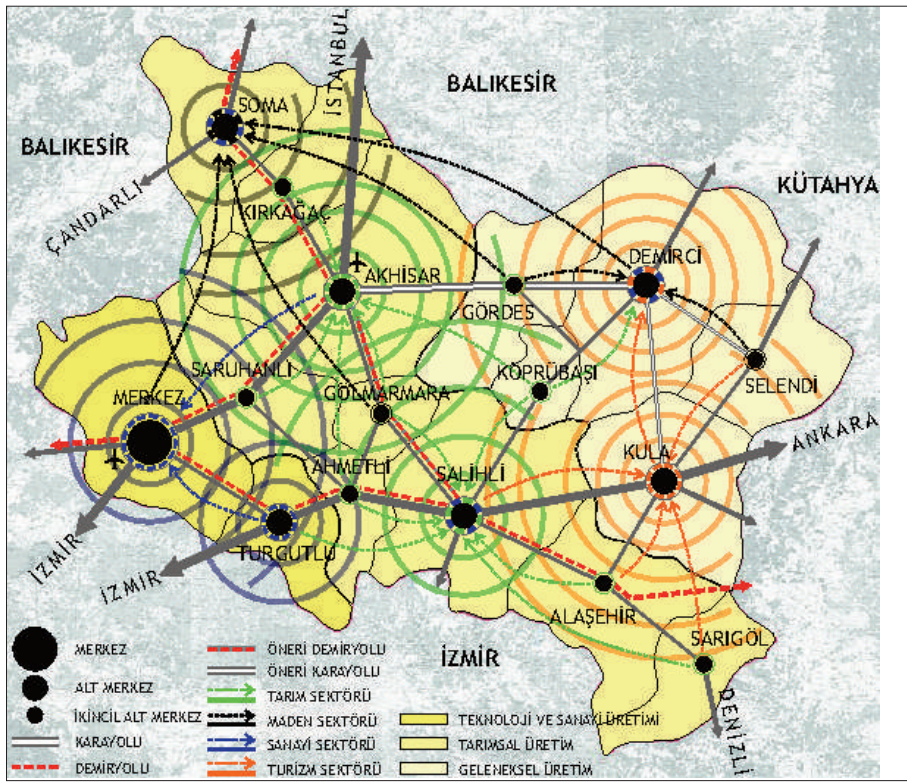 BALIKESİR
İSTANBUL
SOMA
BALIKESİR
KÜTAHYA
ÇANDARLI
KIRKAĞAÇ
AKHİSAR
DEMİRCİ
GÖRDES
SARUHANLI
GÖLMARMARA
KÖPRÜBAŞI
SELENDİ
MERKEZ
AHMETLİ
SALİHLİ
KULA
ANKARA
İZMİR
İZMİR
TURGUTLU
ALAŞEHİR
SARIGÖL
İZMİR
DENİZLİ
MERKEZ
ALT MERKEZ
İKİNCİL ALT MERKEZ
KARAYOLU
DEMİRYOLU
ÖNERİ DEMİRYOLU
ÖNERİ KARAYOLU
TARIM SEKTÖRÜ
MADEN SEKTÖRÜ
SANAYİ SEKTÖRÜ
TURİZM SEKTÖRÜ
TEKNOLOJİ VE SANAYİ ÜRETİMİ
TARIMSAL ÜRETİM
GELENEKSEL ÜRETİM